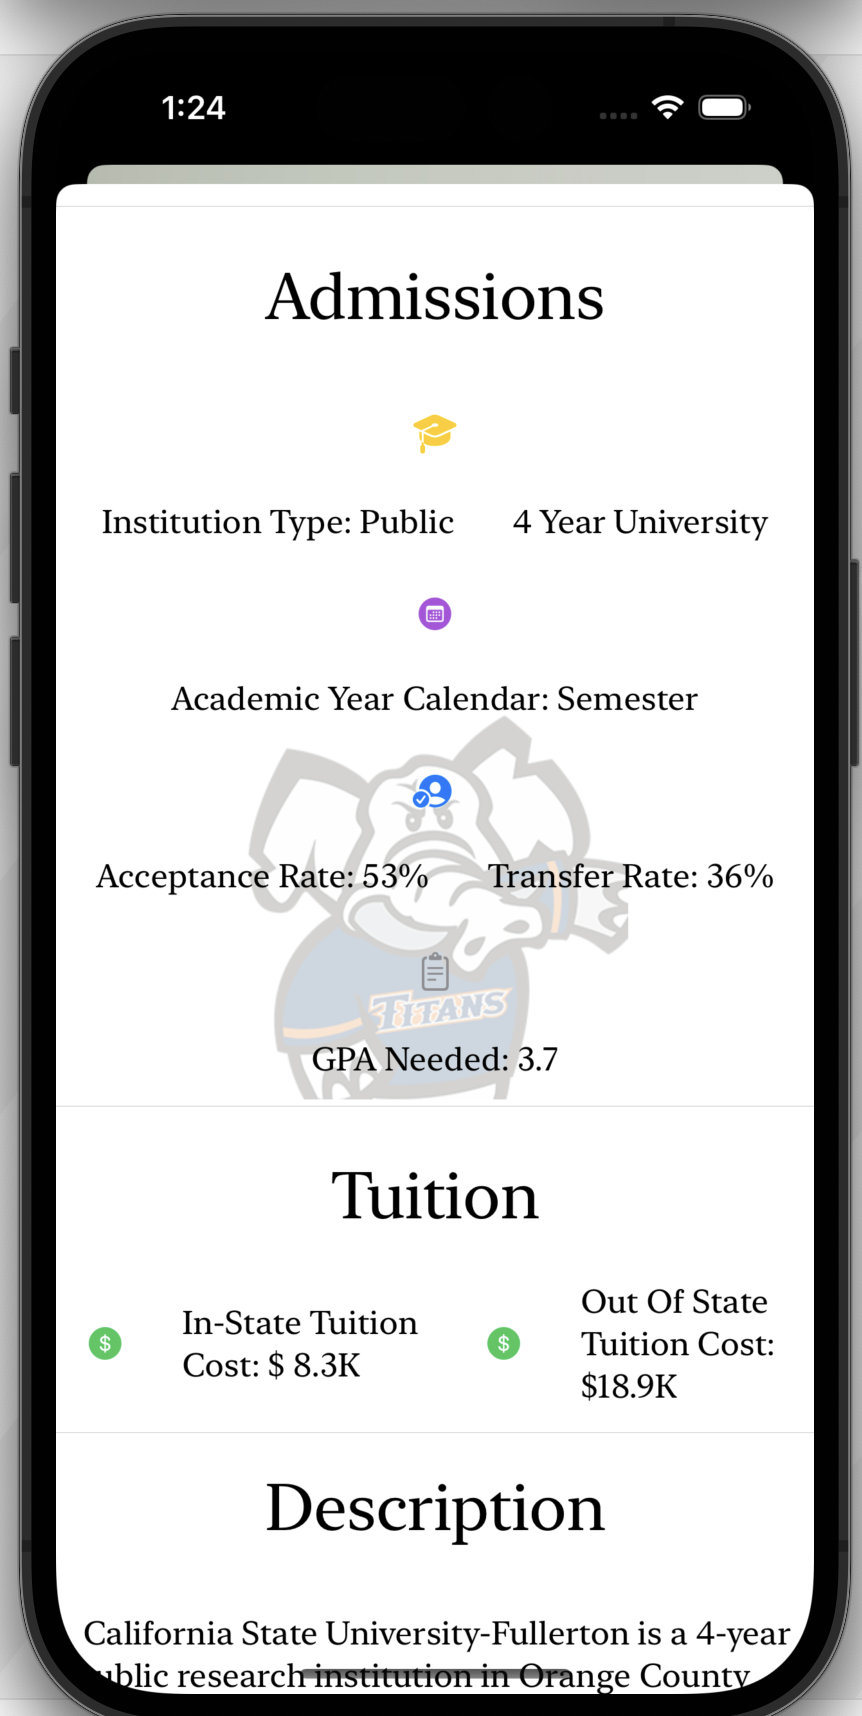 1:24
Admissions
Institution Type: Public 4 Year University
Academic Year Calendar: Semester
Acceptance Rate: 53% Transfer Rate: 36%
TITANS
GPA Needed: 3.7
Tuition
In-State Tuition
Cost: $ 8.3K
Out Of State
Tuition Cost:
$18.9K
Description
California State University-Fullerton is a 4-year
public research institution in Orange County